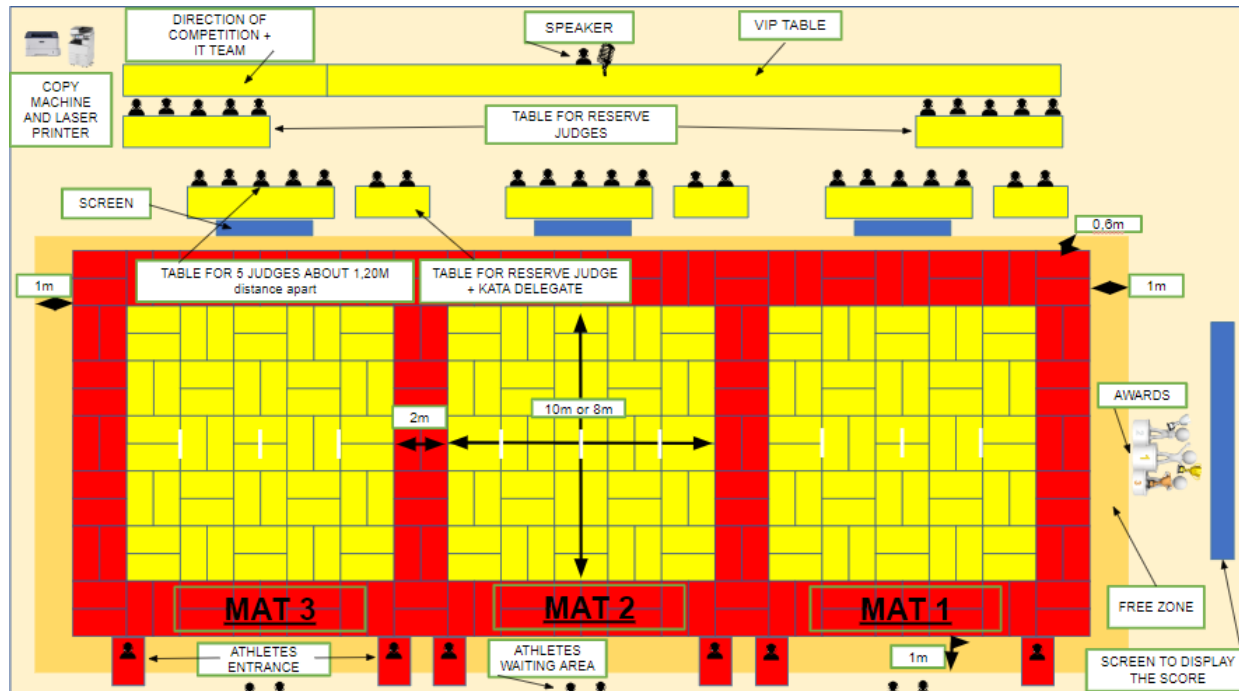 DIRECTION OF
COMPETITION +
IT TEAM
SPEAKER
VIP TABLE
COPY
MACHINE
AND LASER
PRINTER
TABLE FOR RESERVE
JUDGES
SCREEN
0,6m
TABLE FOR 5 JUDGES ABOUT 1,20M
distance apart
TABLE FOR RESERVE JUDGE
+ KATA DELEGATE
1m
1m
10m or 8m
2m
AWARDS
2
1
3
MAT 3
MAT 2
MAT 1
FREE ZONE
ATHLETES
ENTRANCE
ATHLETES
WAITING AREA
1m
SCREEN TO DISPLAY
THE SCORE